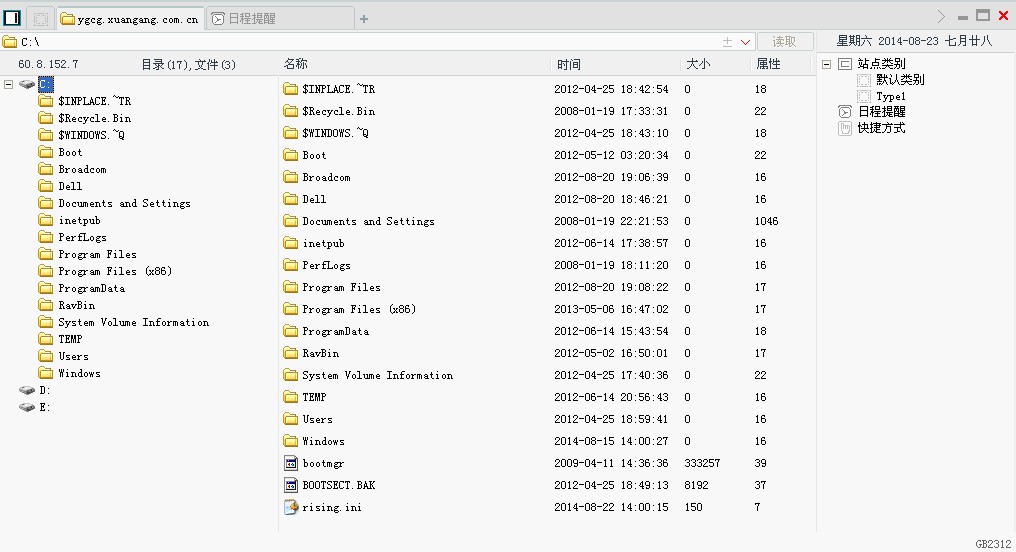 ygcg.xuangang.com.cn 日程提醒 +
C:\ 读取 星期六 2014-08-23 七月廿八
60.8.152.7 目录(17),文件(3) 名称 时间 大小 属性
C:
$INPLACE.~TR
$Recycle.Bin
$WINDOWS.~Q
Boot
Broadcom
Dell
Documents and Settings
inetpub
PerfLogs
Program Files
Program Files (x86)
ProgramData
RavBin
System Volume Information
TEMP
Users
Windows
D:
E:
$INPLACE.~TR 2012-04-25 18:42:54 0 18
$Recycle.Bin 2008-01-19 17:33:31 0 22
$WINDOWS.~Q 2012-04-25 18:43:10 0 18
Boot 2012-05-12 03:20:34 0 22
Broadcom 2012-08-20 19:06:39 0 16
Dell 2012-08-20 18:46:21 0 16
Documents and Settings 2008-01-19 22:21:53 0 1046
inetpub 2012-06-14 17:38:57 0 16
PerfLogs 2008-01-19 18:11:20 0 16
Program Files 2012-08-20 19:08:22 0 17
Program Files (x86) 2013-05-06 16:47:02 0 17
ProgramData 2012-06-14 15:43:54 0 18
RavBin 2012-05-02 16:50:01 0 17
System Volume Information 2012-04-25 17:40:36 0 22
TEMP 2012-06-14 20:56:43 0 16
Users 2012-04-25 18:59:41 0 16
Windows 2014-08-15 14:00:27 0 16
bootmgr 2009-04-11 14:36:36 333257 39
BOOTSECT.BAK 2012-04-25 18:49:13 8192 37
rising.ini 2014-08-22 14:00:15 150 7
站点类别
默认类别
Type1
日程提醒
快捷方式
GB2312